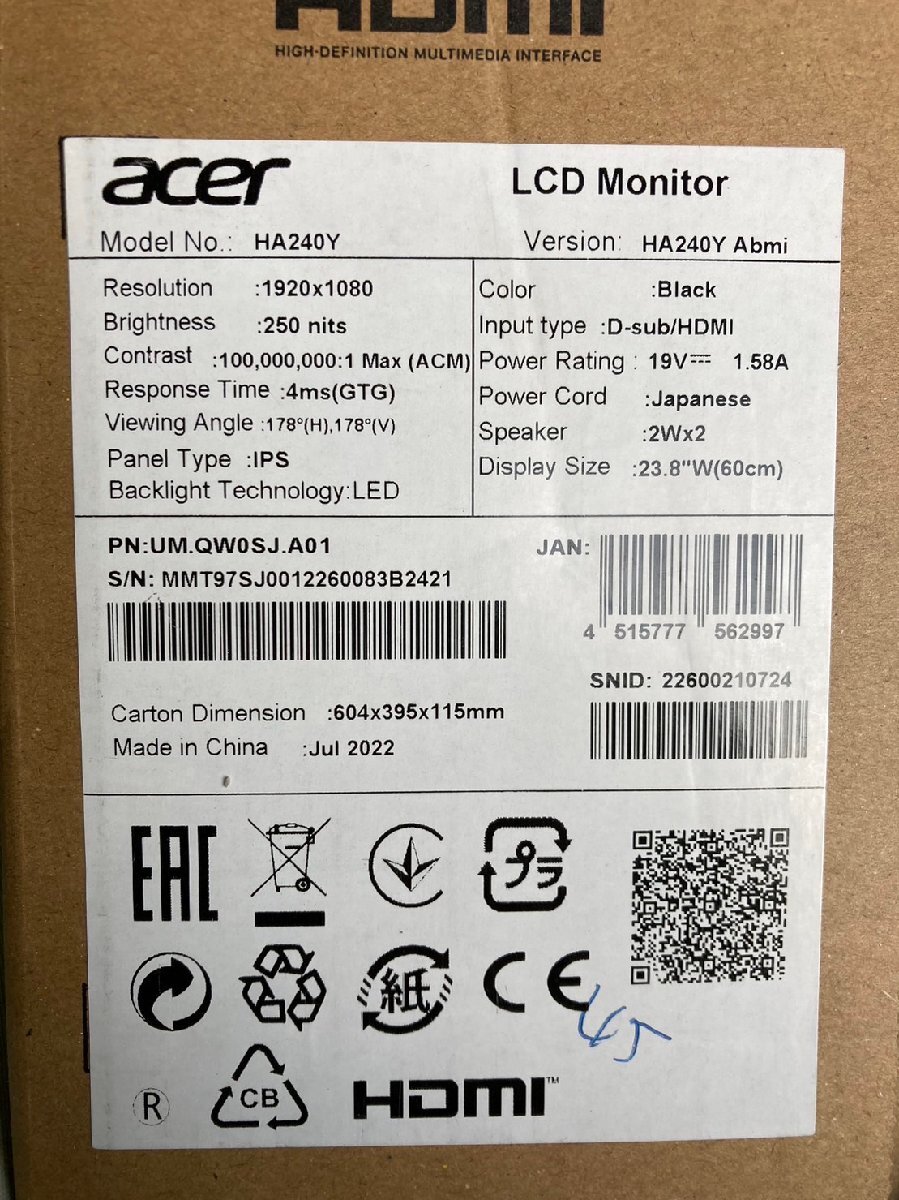 HDMI
HIGH-DEFINITION MULTIMEDIA INTERFACE
acer
LCD Monitor
Model No.: HA240Y
Version: HA240Y Abmi
Resolution :1920x1080
Brightness :250 nits
Contrast :100,000,000:1 Max (ACM)
Response Time :4ms(GTG)
Viewing Angle :178°(H),178°(V)
Panel Type :IPS
Backlight Technology:LED
Color :Black
Input type :D-sub/HDMI
Power Rating : 19V⎓ 1.58A
Power Cord :Japanese
Speaker :2Wx2
Display Size :23.8"W(60cm)
PN:UM.QW0SJ.A01
S/N: MMT97SJ0012260083B2421
JAN:
4 515777 562997
SNID: 22600210724
Carton Dimension :604x395x115mm
Made in China :Jul 2022
EAC
プラ
紙
CE
R
CB
HDMI™